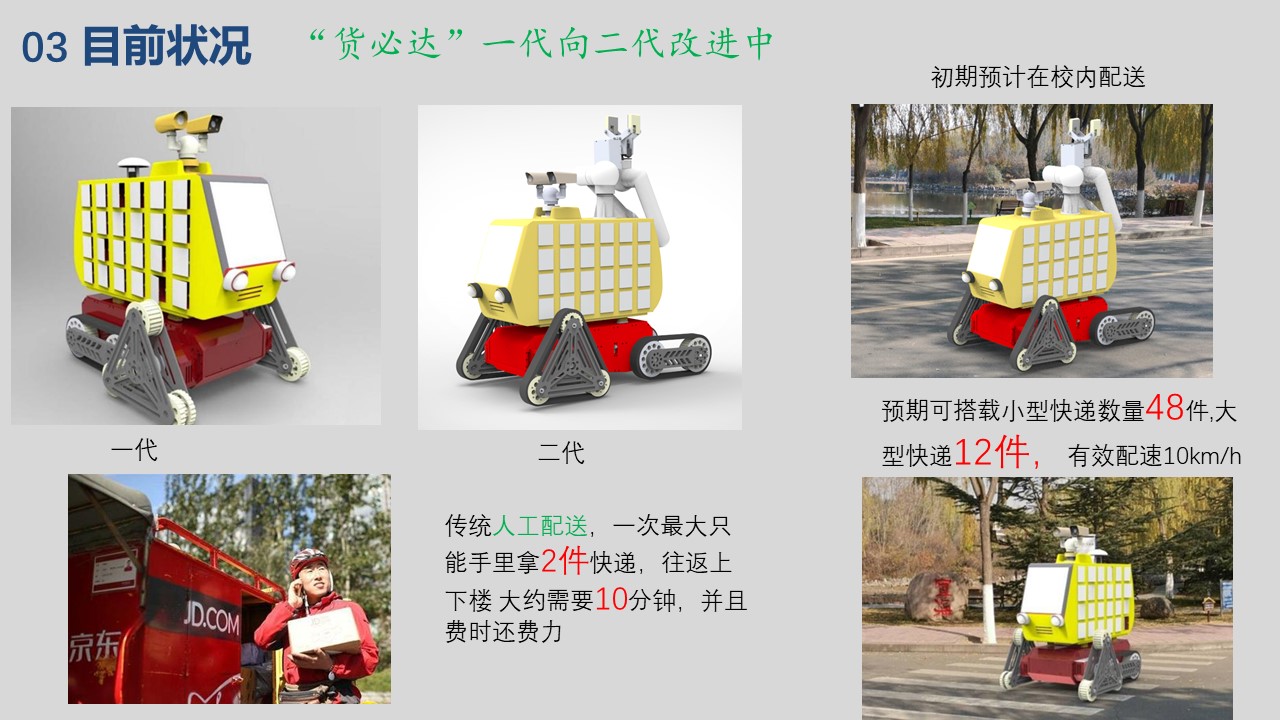 03 目前状况
“货必达”一代向二代改进中
初期预计在校内配送
一代
二代
预期可搭载小型快递数量48件,大
型快递12件， 有效配速10km/h
传统人工配送，一次最大只
能手里拿2件快递，往返上
下楼 大约需要10分钟，并且
费时还费力
JD.COM
京东